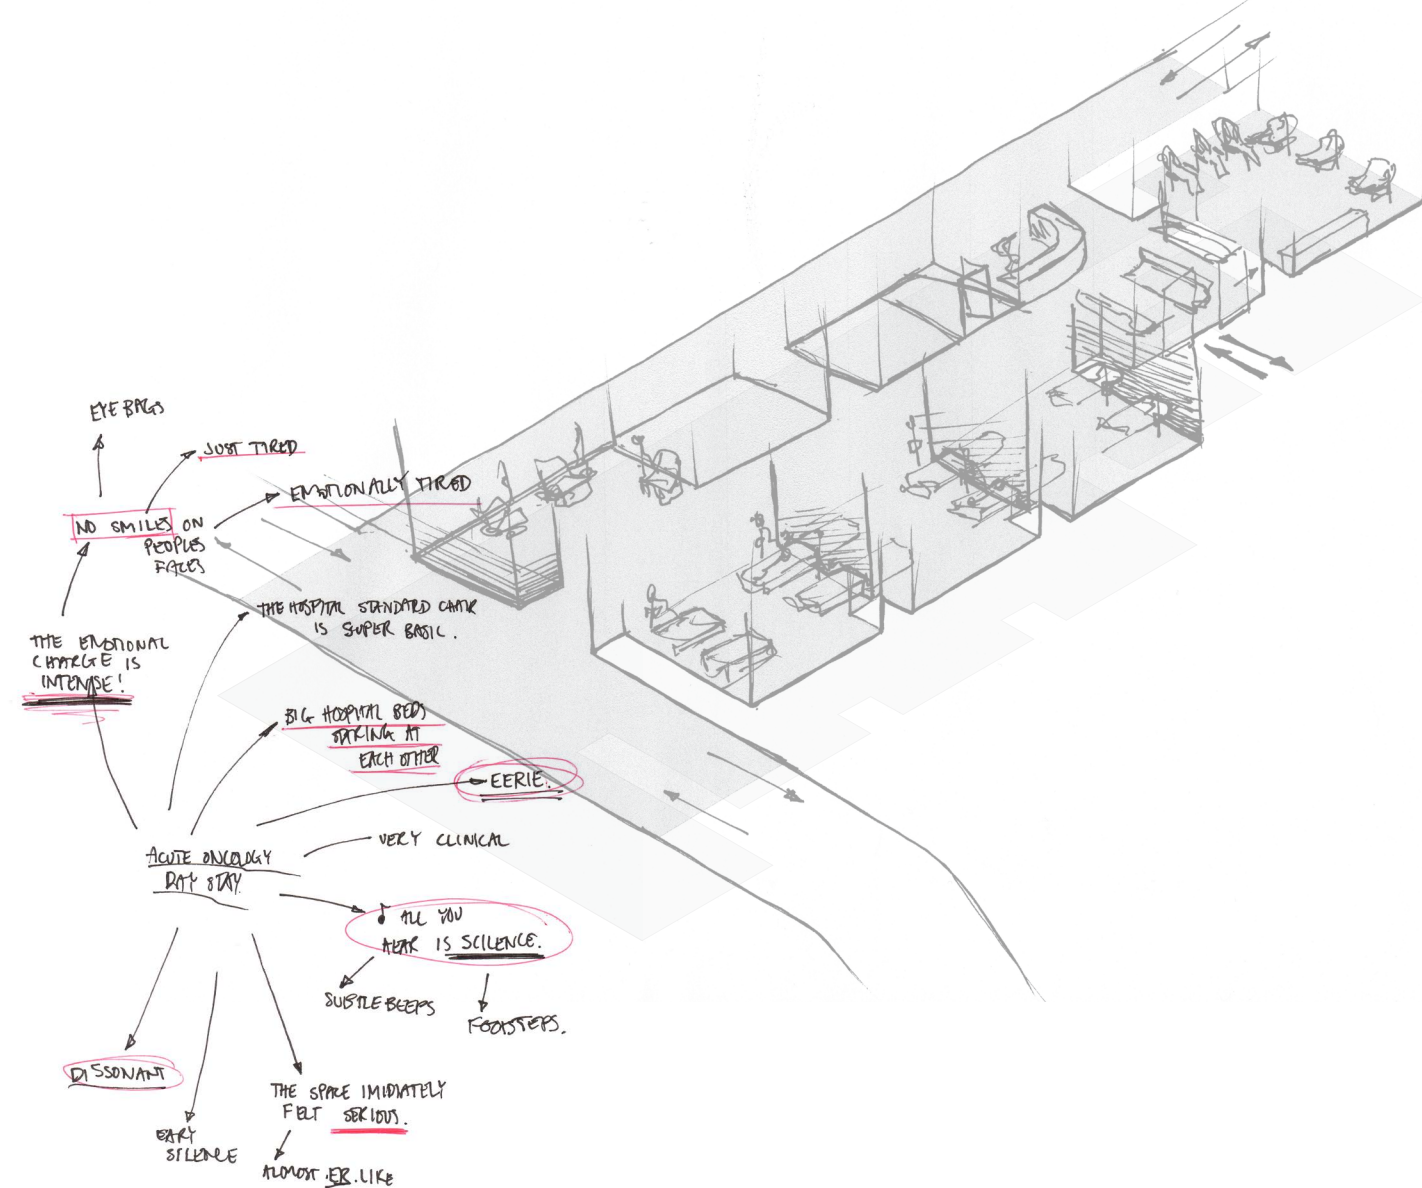 EYE BAGS
JUST TIRED
EMOTIONALLY TIRED
NO SMILES ON
PEOPLES
FACES
THE HOSPITAL STANDARD CHAIR
IS SUPER BASIC.
THE EMOTIONAL
CHARGE IS
INTENSE!
BIG HOSPITAL BEDS
STARING AT
EACH OTHER
EERIE.
VERY CLINICAL
ACUTE ONCOLOGY
DAY STAY.
ALL YOU
HEAR IS SCILENCE.
SUBTLE BEEPS
FOOTSTEPS.
DISSONANT
THE SPACE IMIDIATELY
FELT SERIOUS.
EARY
SILENCE
ALMOST ER LIKE